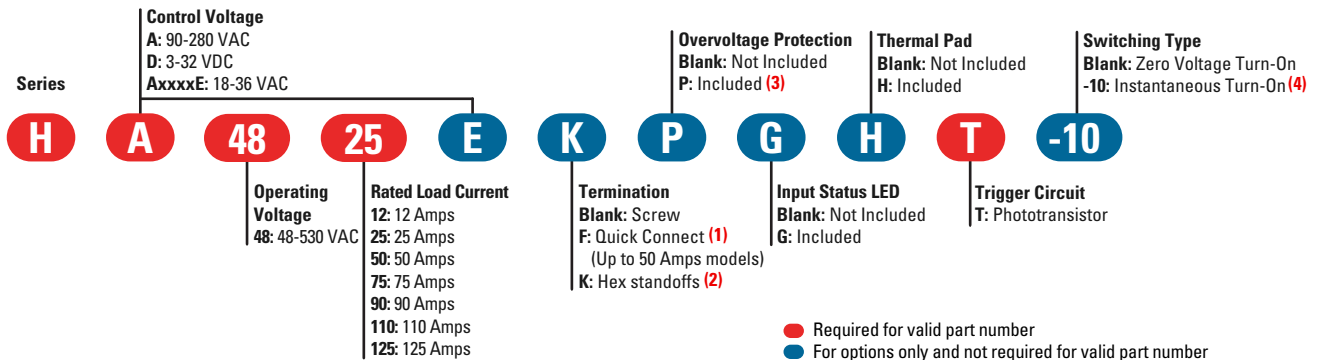 Control Voltage
A: 90-280 VAC
D: 3-32 VDC
AxxxxE: 18-36 VAC
Overvoltage Protection
Blank: Not Included
P: Included (3)
Thermal Pad
Blank: Not Included
H: Included
Switching Type
Blank: Zero Voltage Turn-On
-10: Instantaneous Turn-On (4)
Series
H A 48 25 E K P G H T -10
Operating
Voltage
48: 48-530 VAC
Rated Load Current
12: 12 Amps
25: 25 Amps
50: 50 Amps
75: 75 Amps
90: 90 Amps
110: 110 Amps
125: 125 Amps
Termination
Blank: Screw
F: Quick Connect (1)
(Up to 50 Amps models)
K: Hex standoffs (2)
Input Status LED
Blank: Not Included
G: Included
Trigger Circuit
T: Phototransistor
Required for valid part number
For options only and not required for valid part number